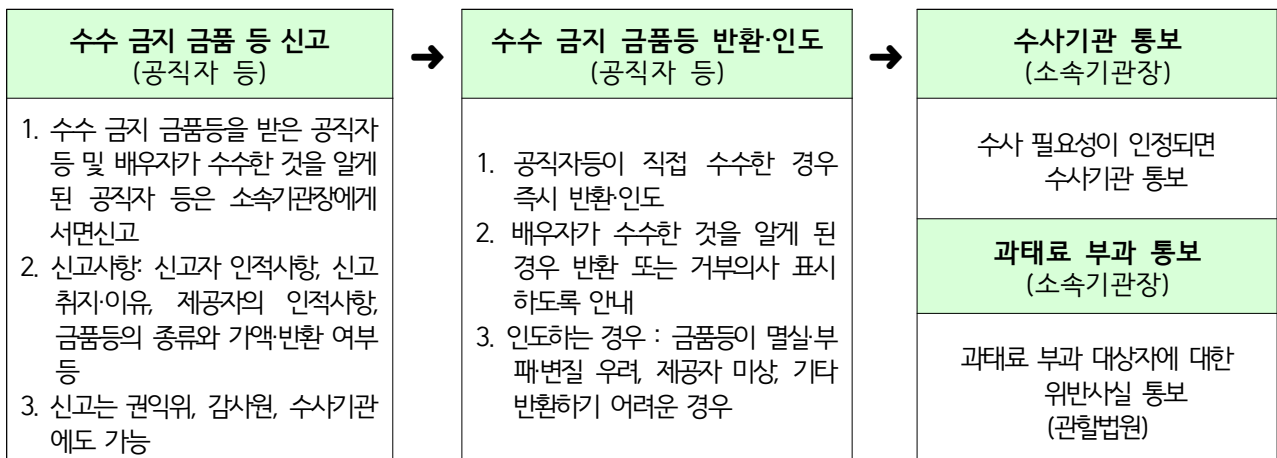 수수 금지 금품 등 신고
(공직자 등)
1. 수수 금지 금품등을 받은 공직자
등 및 배우자가 수수한 것을 알게
된 공직자 등은 소속기관장에게
서면신고
2. 신고사항: 신고자 인적사항, 신고
취지·이유, 제공자의 인적사항,
금품등의 종류와 가액·반환 여부
등
3. 신고는 권익위, 감사원, 수사기관
에도 가능
➜
수수 금지 금품등 반환·인도
(공직자 등)
1. 공직자등이 직접 수수한 경우
즉시 반환·인도
2. 배우자가 수수한 것을 알게 된
경우 반환 또는 거부의사 표시
하도록 안내
3. 인도하는 경우 : 금품등이 멸실·부
패·변질 우려, 제공자 미상, 기타
반환하기 어려운 경우
➜
수사기관 통보
(소속기관장)
수사 필요성이 인정되면
수사기관 통보
과태료 부과 통보
(소속기관장)
과태료 부과 대상자에 대한
위반사실 통보
(관할법원)